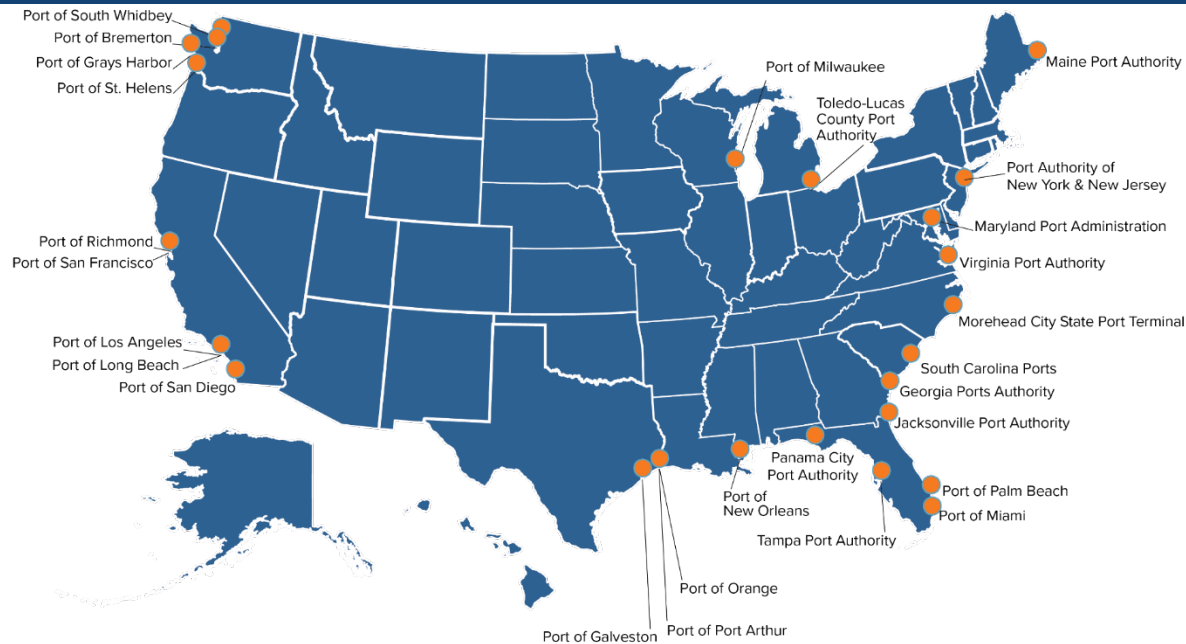 Port of South Whidbey
Port of Bremerton
Port of Grays Harbor
Port of St. Helens
Port of Milwaukee
Toledo-Lucas
County Port
Authority
Maine Port Authority
Port Authority of
New York & New Jersey
Maryland Port Administration
Virginia Port Authority
Morehead City State Port Terminal
South Carolina Ports
Georgia Ports Authority
Jacksonville Port Authority
Port of Richmond
Port of San Francisco
Port of Los Angeles
Port of Long Beach
Port of San Diego
Panama City
Port Authority
Port of
New Orleans
Port of Palm Beach
Port of Miami
Tampa Port Authority
Port of Orange
Port of Port Arthur
Port of Galveston